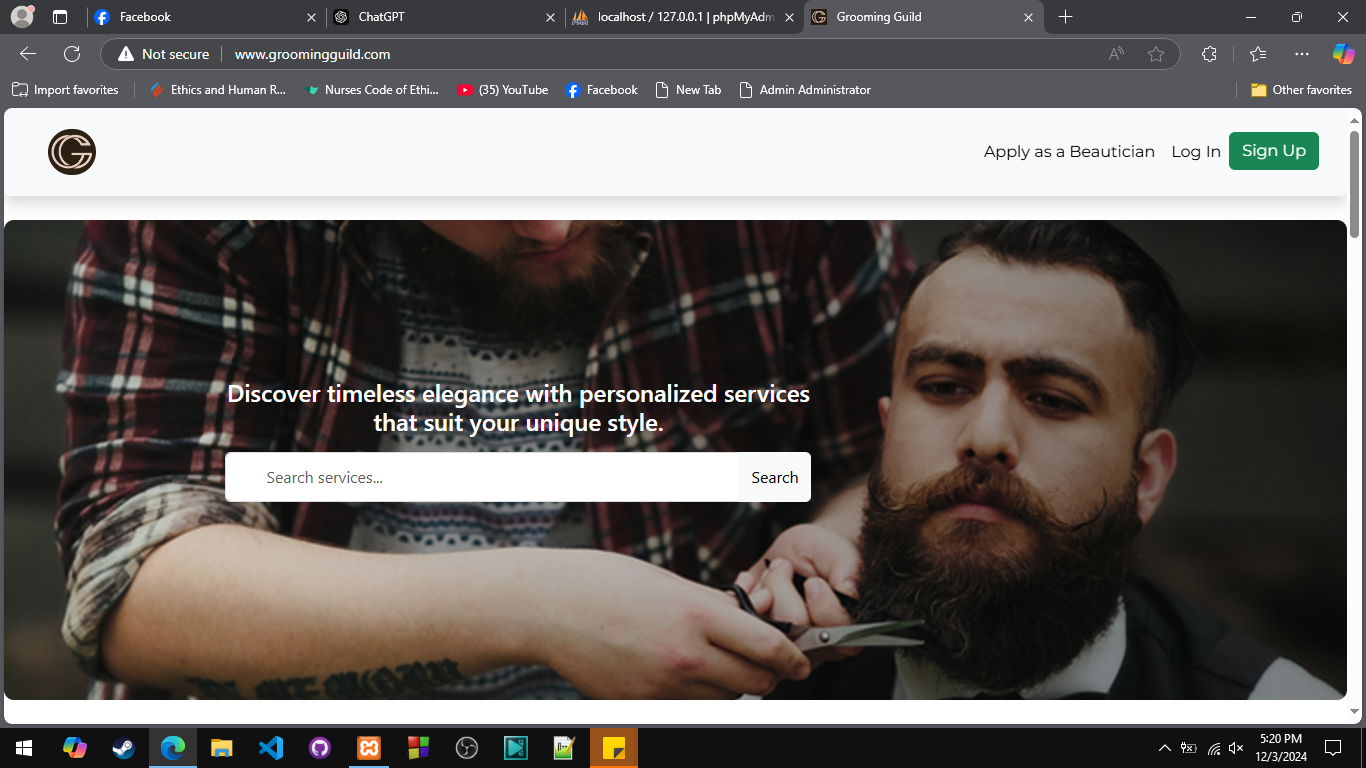 Facebook
ChatGPT
localhost / 127.0.0.1 | phpMyAdm
Grooming Guild
Not secure
www.groomingguild.com
Import favorites
Ethics and Human R...
Nurses Code of Ethi...
(35) YouTube
Facebook
New Tab
Admin Administrator
Other favorites
Apply as a Beautician
Log In
Sign Up
Discover timeless elegance with personalized services
that suit your unique style.
Search services...
Search
5:20 PM
12/3/2024